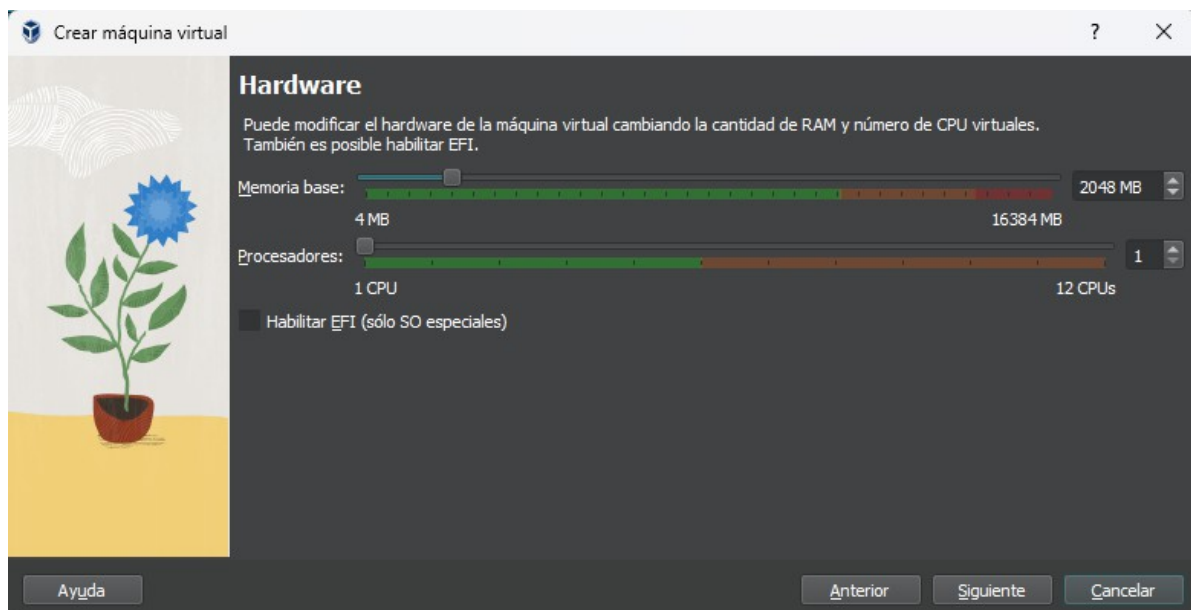 Crear máquina virtual
?
Hardware
Puede modificar el hardware de la máquina virtual cambiando la cantidad de RAM y número de CPU virtuales.
También es posible habilitar EFI.
Memoria base:
2048 MB
4 MB
16384 MB
Procesadores:
1
1 CPU
12 CPUs
Habilitar EFI (sólo SO especiales)
Ayuda
Anterior
Siguiente
Cancelar